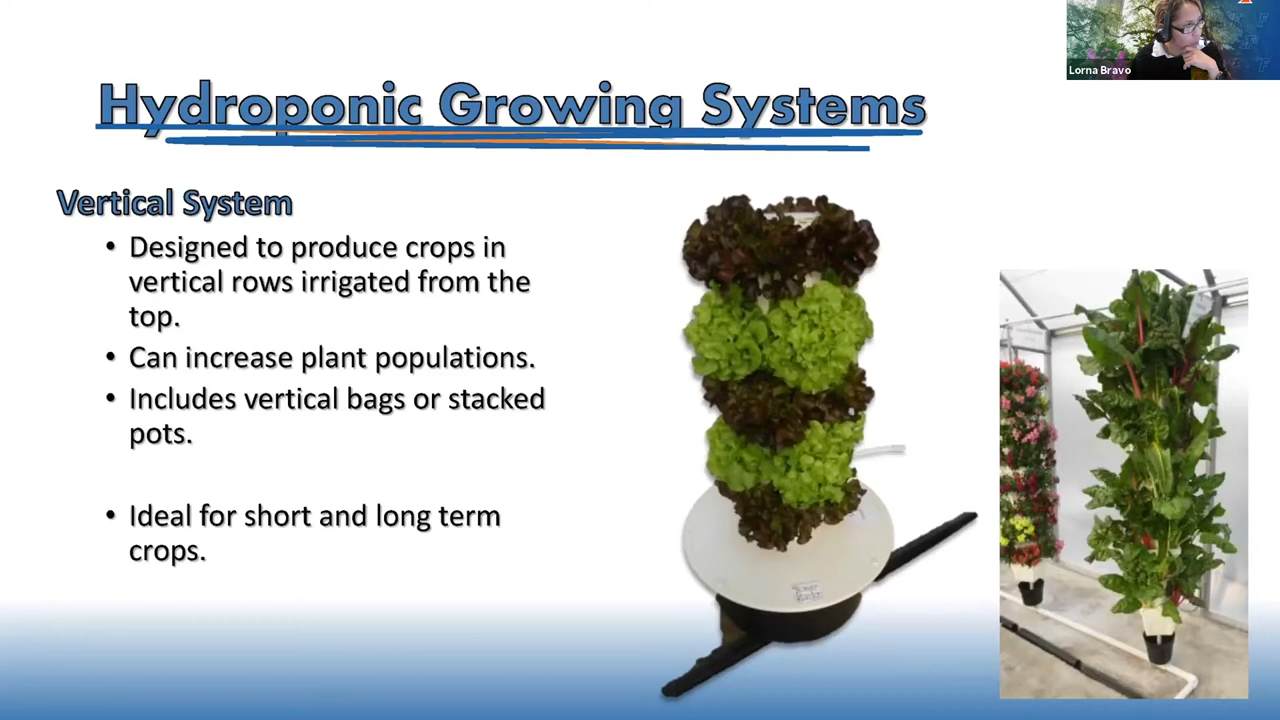 Lorna Bravo
Hydroponic Growing Systems
Vertical System
• Designed to produce crops in
vertical rows irrigated from the
top.
• Can increase plant populations.
• Includes vertical bags or stacked
pots.
• Ideal for short and long term
crops.